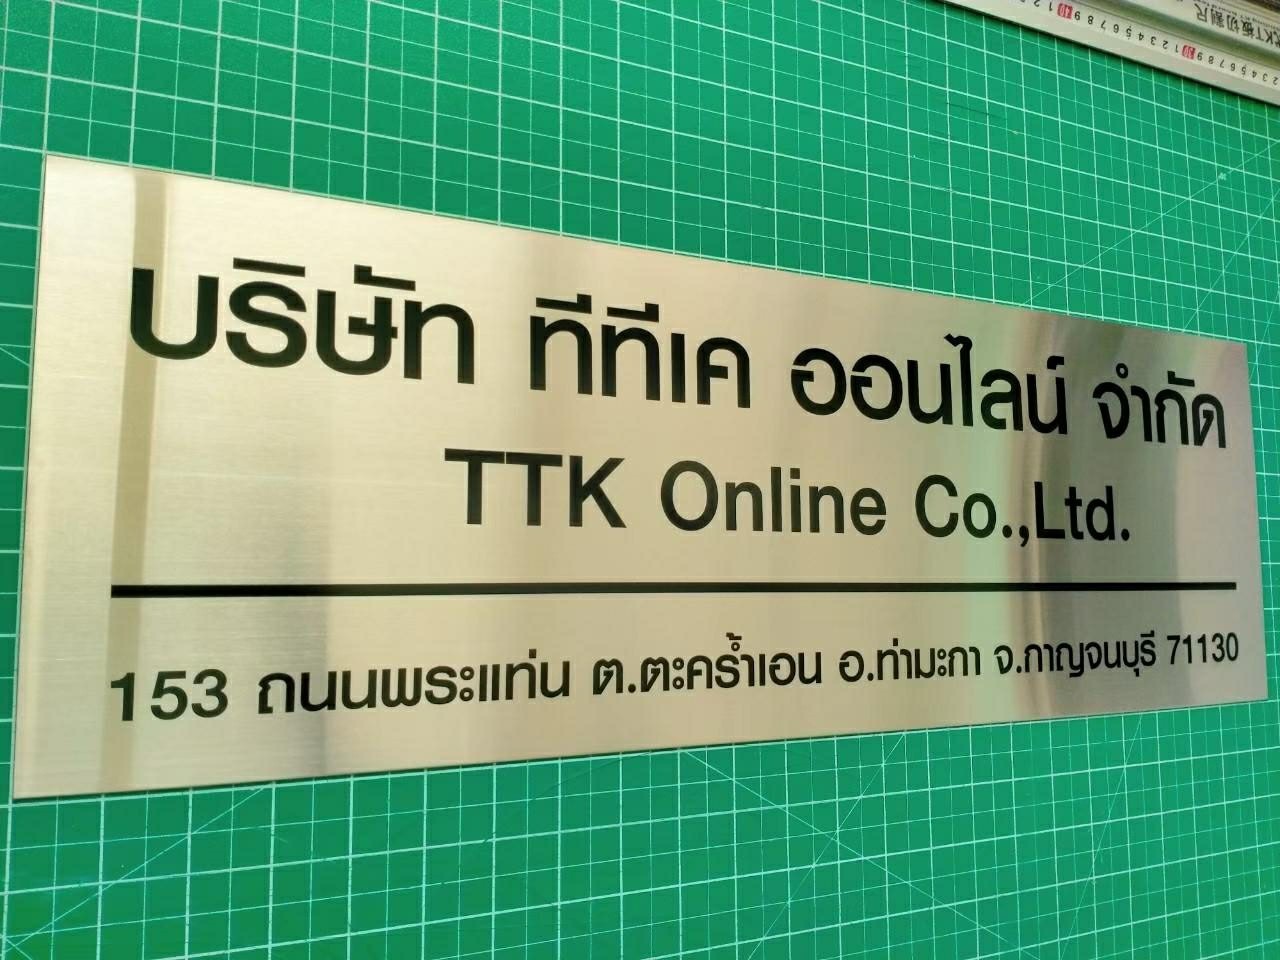 บริษัท ทีทีเค ออนไลน์ จำกัด
TTK Online Co.,Ltd.
153 ถนนพระแท่น ต.ตะคร้ำเอน อ.ท่ามะกา จ.กาญจนบุรี 71130